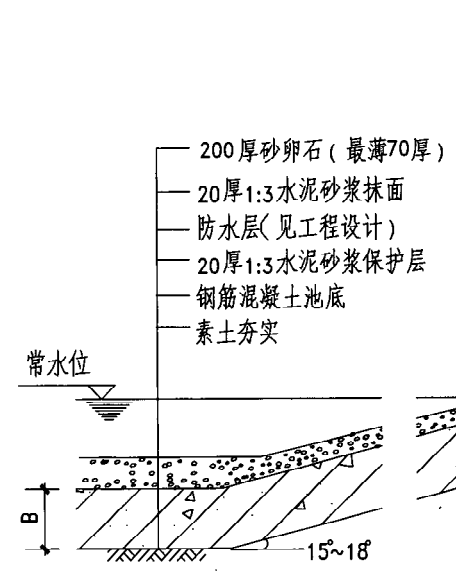 200厚砂卵石(最薄70厚)
20厚1:3水泥砂浆抹面
防水层(见工程设计)
20厚1:3水泥砂浆保护层
钢筋混凝土池底
素土夯实
常水位
B
15°~18°